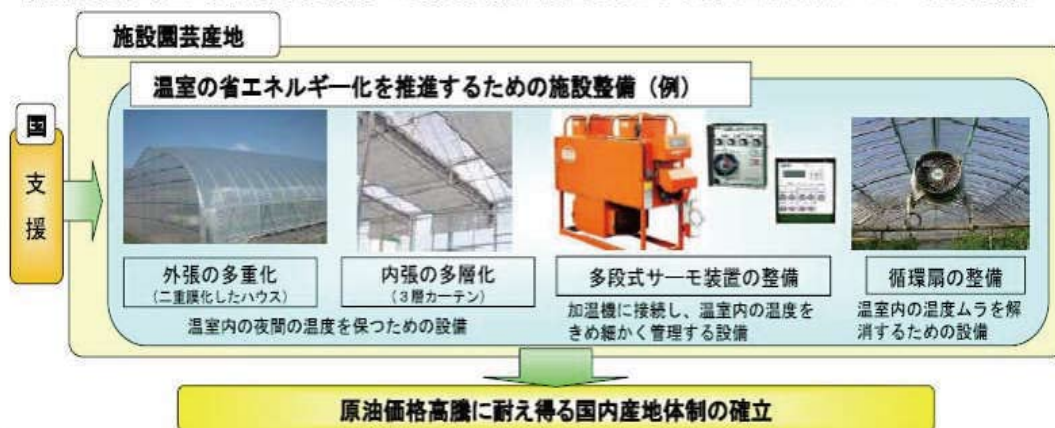 施設園芸産地
温室の省エネルギー化を推進するための施設整備（例）
国
支
援
外張の多重化
（二重膜化したハウス）
内張の多層化
（３層カーテン）
温室内の夜間の温度を保つための設備
多段式サーモ装置の整備
加温機に接続し、温室内の温度を
きめ細かく管理する設備
循環扇の整備
温室内の温度ムラを解
消するための設備
原油価格高騰に耐え得る国内産地体制の確立